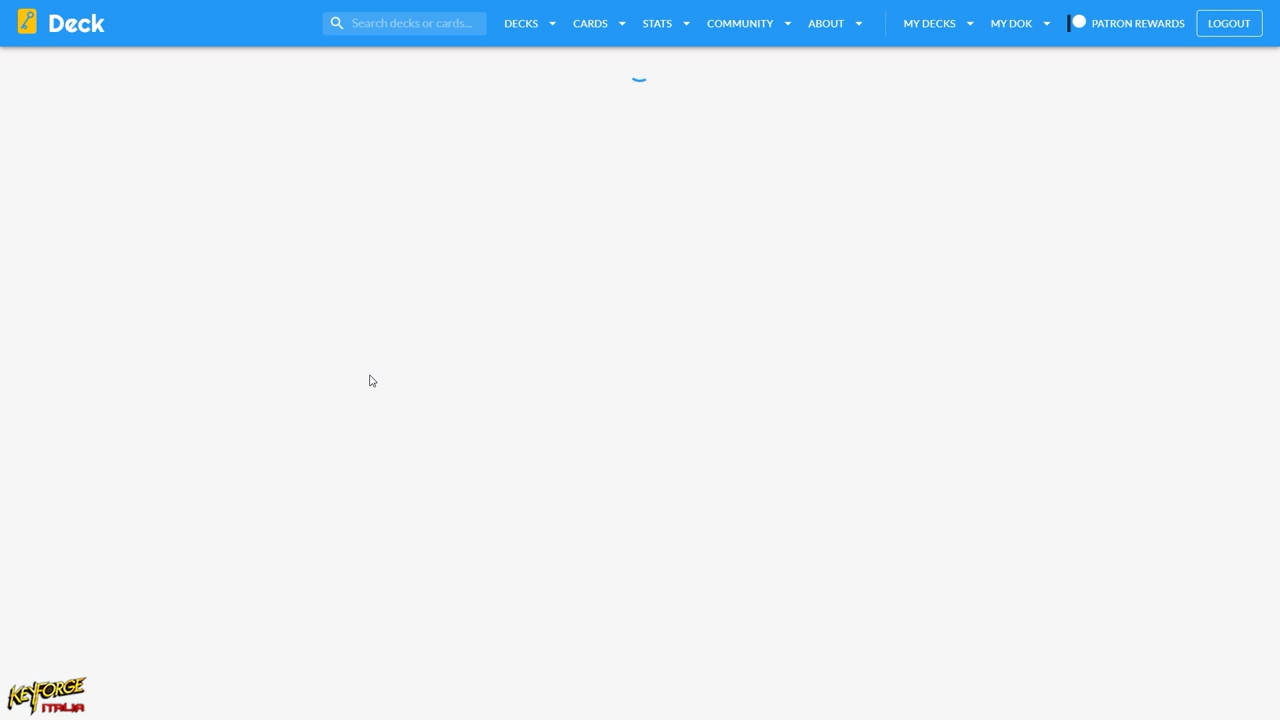 Deck
Search decks or cards...
DECKS
CARDS
STATS
COMMUNITY
ABOUT
MY DECKS
MY DOK
PATRON REWARDS
LOGOUT
KEYFORGE
ITALIA